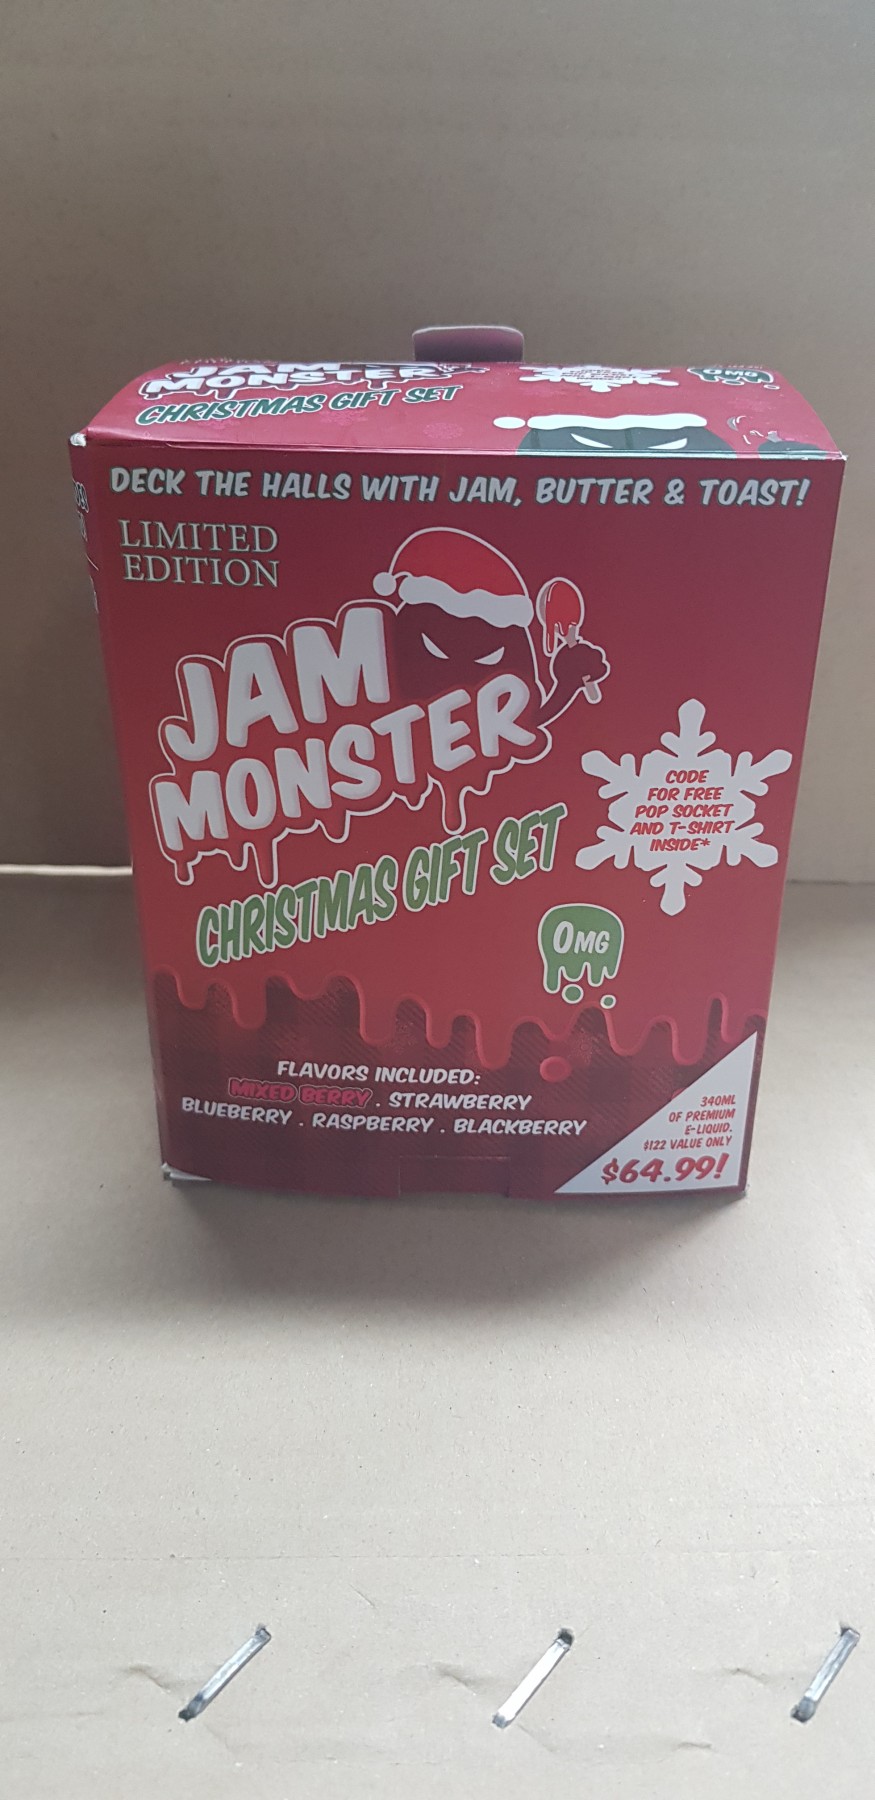 JAM
MONSTER
CHRISTMAS GIFT SET
0MG
DECK THE HALLS WITH JAM, BUTTER & TOAST!
LIMITED
EDITION
JAM
MONSTER
CHRISTMAS GIFT SET
CODE
FOR FREE
POP SOCKET
AND T-SHIRT
INSIDE*
0MG
FLAVORS INCLUDED:
MIXED BERRY . STRAWBERRY
BLUEBERRY . RASPBERRY . BLACKBERRY
340ML
OF PREMIUM
E-LIQUID.
$122 VALUE ONLY
$64.99!